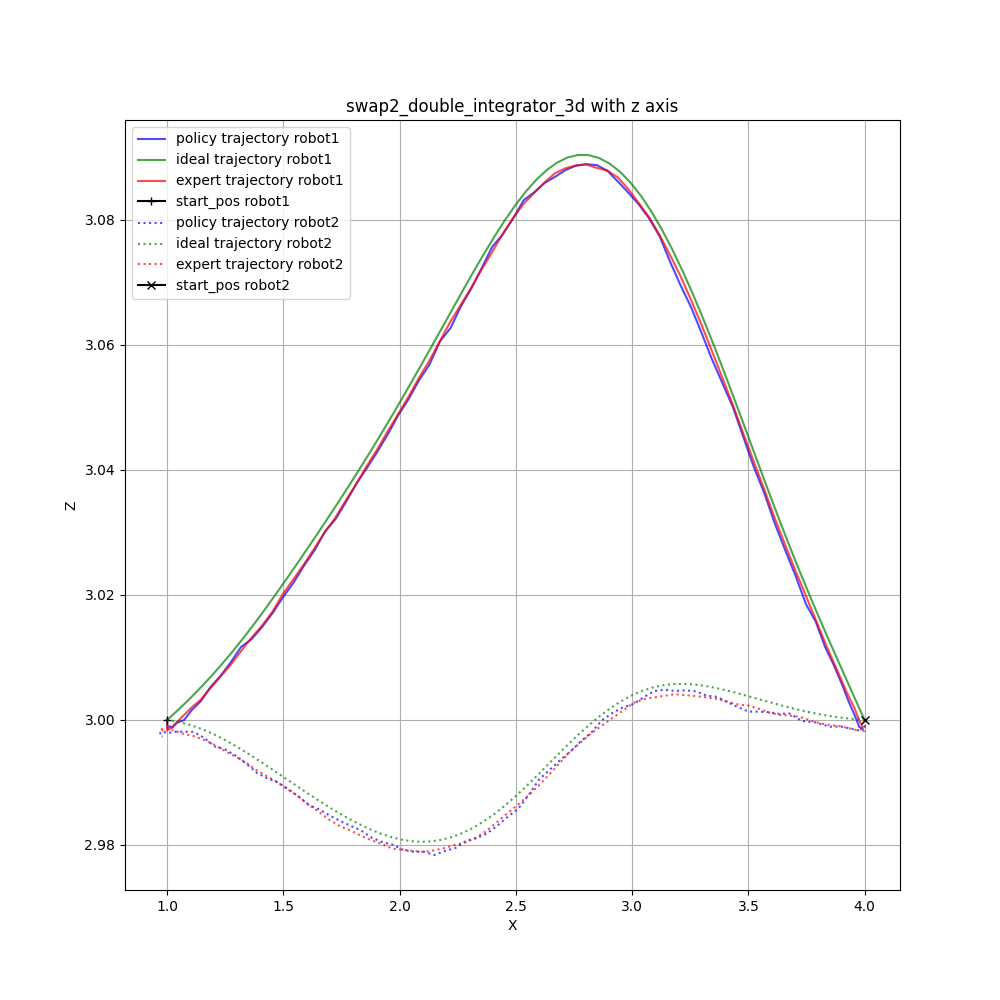 swap2_double_integrator_3d with z axis
policy trajectory robot1
ideal trajectory robot1
expert trajectory robot1
start_pos robot1
policy trajectory robot2
ideal trajectory robot2
expert trajectory robot2
start_pos robot2
3.08
3.06
3.04
3.02
3.00
2.98
Z
1.0 1.5 2.0 2.5 3.0 3.5 4.0
X